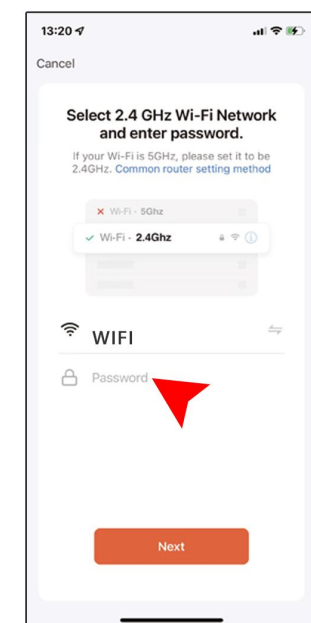 13:20
Cancel
Select 2.4 GHz Wi-Fi Network
and enter password.
If your Wi-Fi is 5GHz, please set it to be
2.4GHz. Common router setting method
Wi-Fi - 5Ghz
Wi-Fi - 2.4Ghz
WIFI
Password
Next